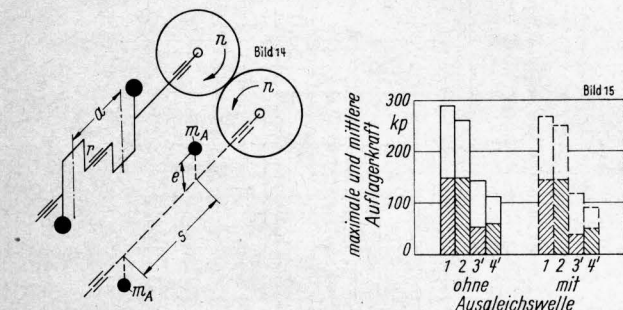 n
Bild 14
n
a
r
m_A
e
s
m_A
Bild 15
maximale und mittlere
Auflagerkraft
300
kp
200
100
0
1 2 3' 4' 1 2 3' 4'
ohne mit
Ausgleichswelle